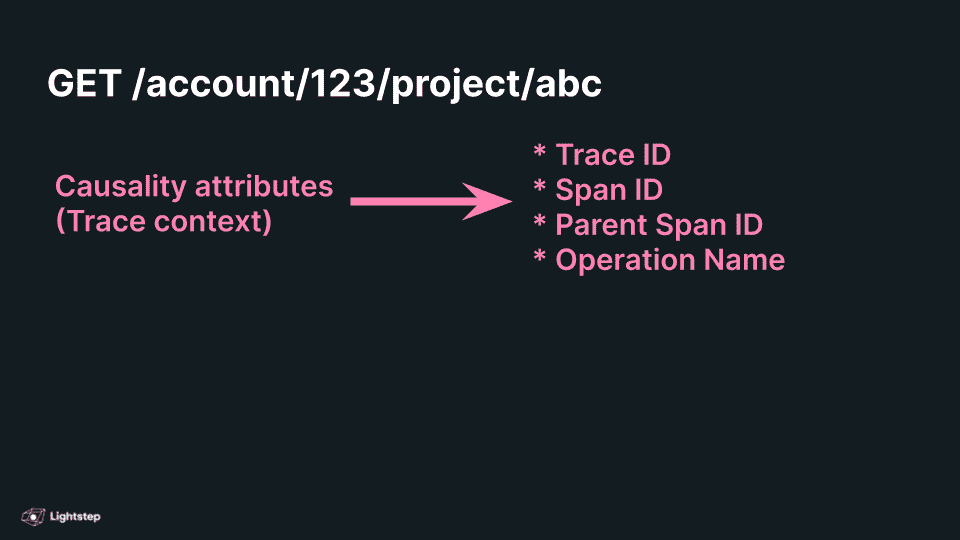 GET /account/123/project/abc
Causality attributes
(Trace context)
* Trace ID
* Span ID
* Parent Span ID
* Operation Name
Lightstep